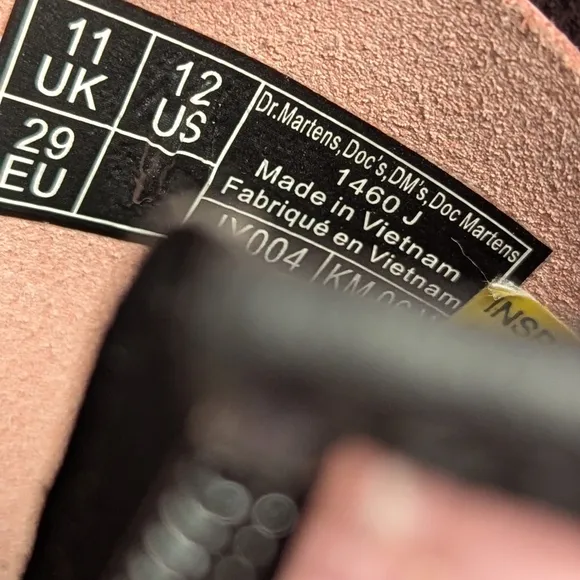 11
UK
12
US
29
EU
Dr.Martens,Doc's,DM's,Doc Martens
1460 J
Made in Vietnam
Fabriqué en Vietnam